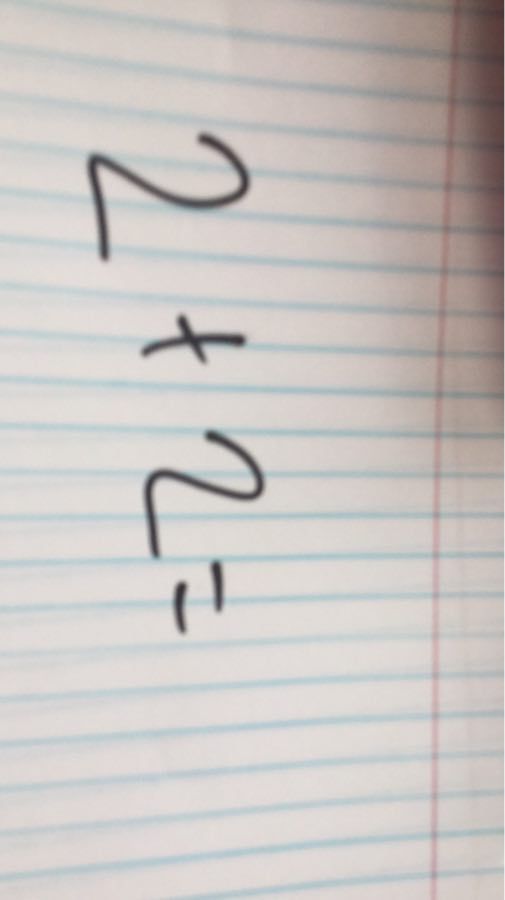 2 + 2 =